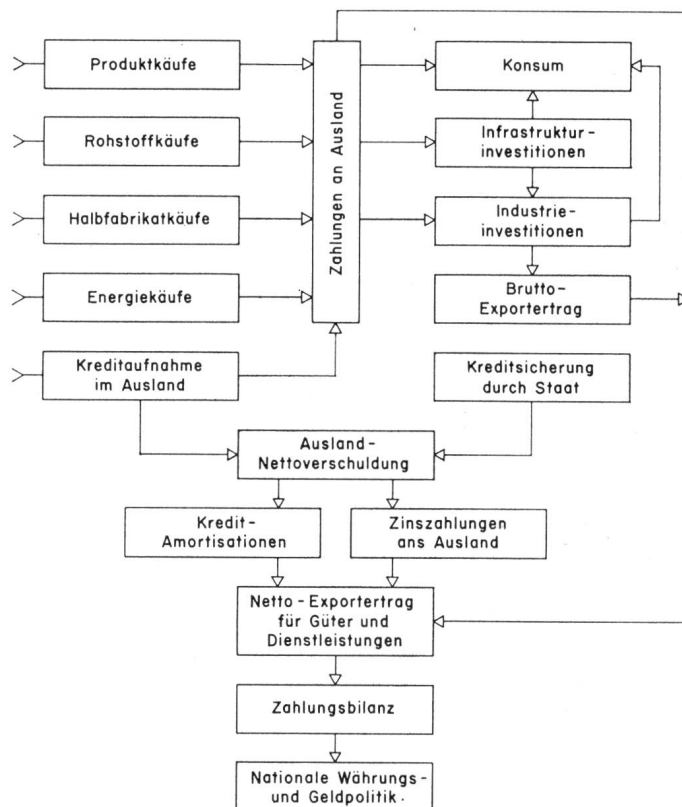 Produktkäufe
Rohstoffkäufe
Halbfabrikatkäufe
Energiekäufe
Kreditaufnahme
im Ausland
Zahlungen an Ausland
Konsum
Infrastruktur-
investitionen
Industrie-
investitionen
Brutto-
Exportertrag
Kreditsicherung
durch Staat
Ausland-
Nettoverschuldung
Kredit-
Amortisationen
Zinszahlungen
ans Ausland
Netto-Exportertrag
für Güter und
Dienstleistungen
Zahlungsbilanz
Nationale Währungs-
und Geldpolitik.